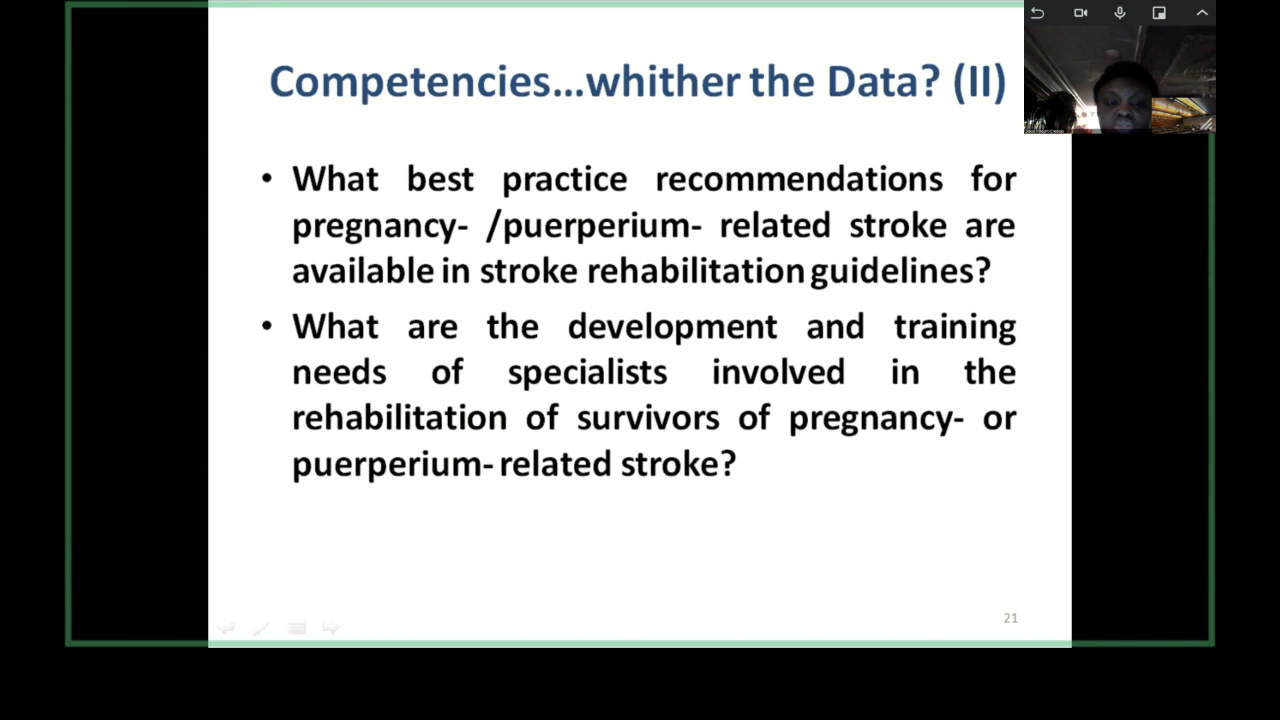 Competencies...whither the Data? (II)
• What best practice recommendations for
pregnancy- /puerperium- related stroke are
available in stroke rehabilitation guidelines?
• What are the development and training
needs of specialists involved in the
rehabilitation of survivors of pregnancy- or
puerperium- related stroke?
21